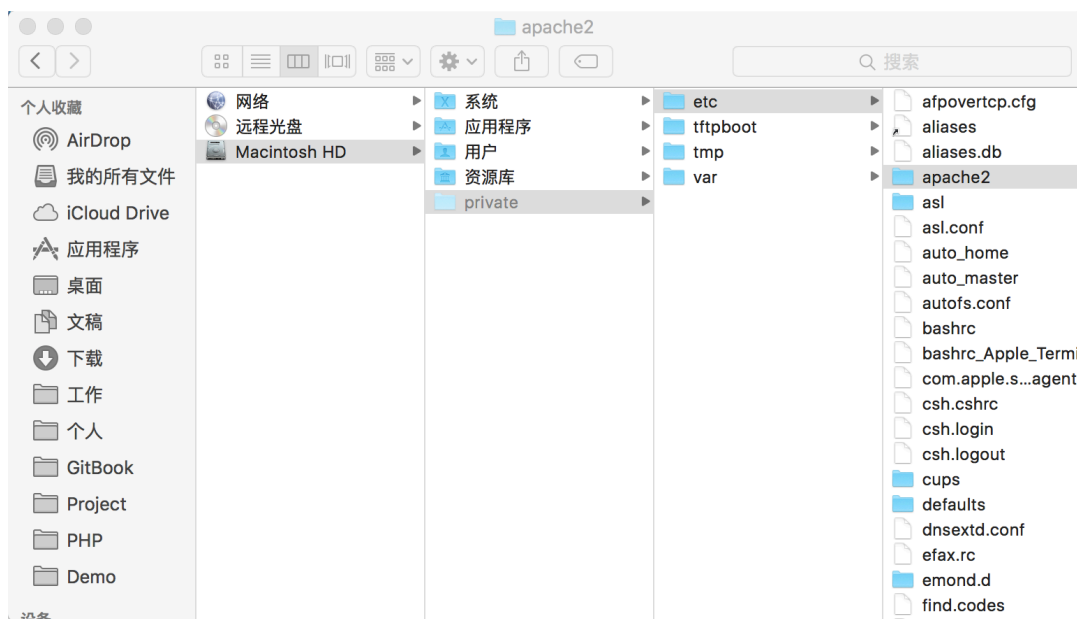 apache2
搜索
个人收藏
AirDrop
我的所有文件
iCloud Drive
应用程序
桌面
文稿
下载
工作
个人
GitBook
Project
PHP
Demo
设备
网络
远程光盘
Macintosh HD
系统
应用程序
用户
资源库
private
etc
tftpboot
tmp
var
afpovertcp.cfg
aliases
aliases.db
apache2
asl
asl.conf
auto_home
auto_master
autofs.conf
bashrc
bashrc_Apple_Termi
com.apple.s...agent
csh.cshrc
csh.login
csh.logout
cups
defaults
dnsextd.conf
efax.rc
emond.d
find.codes